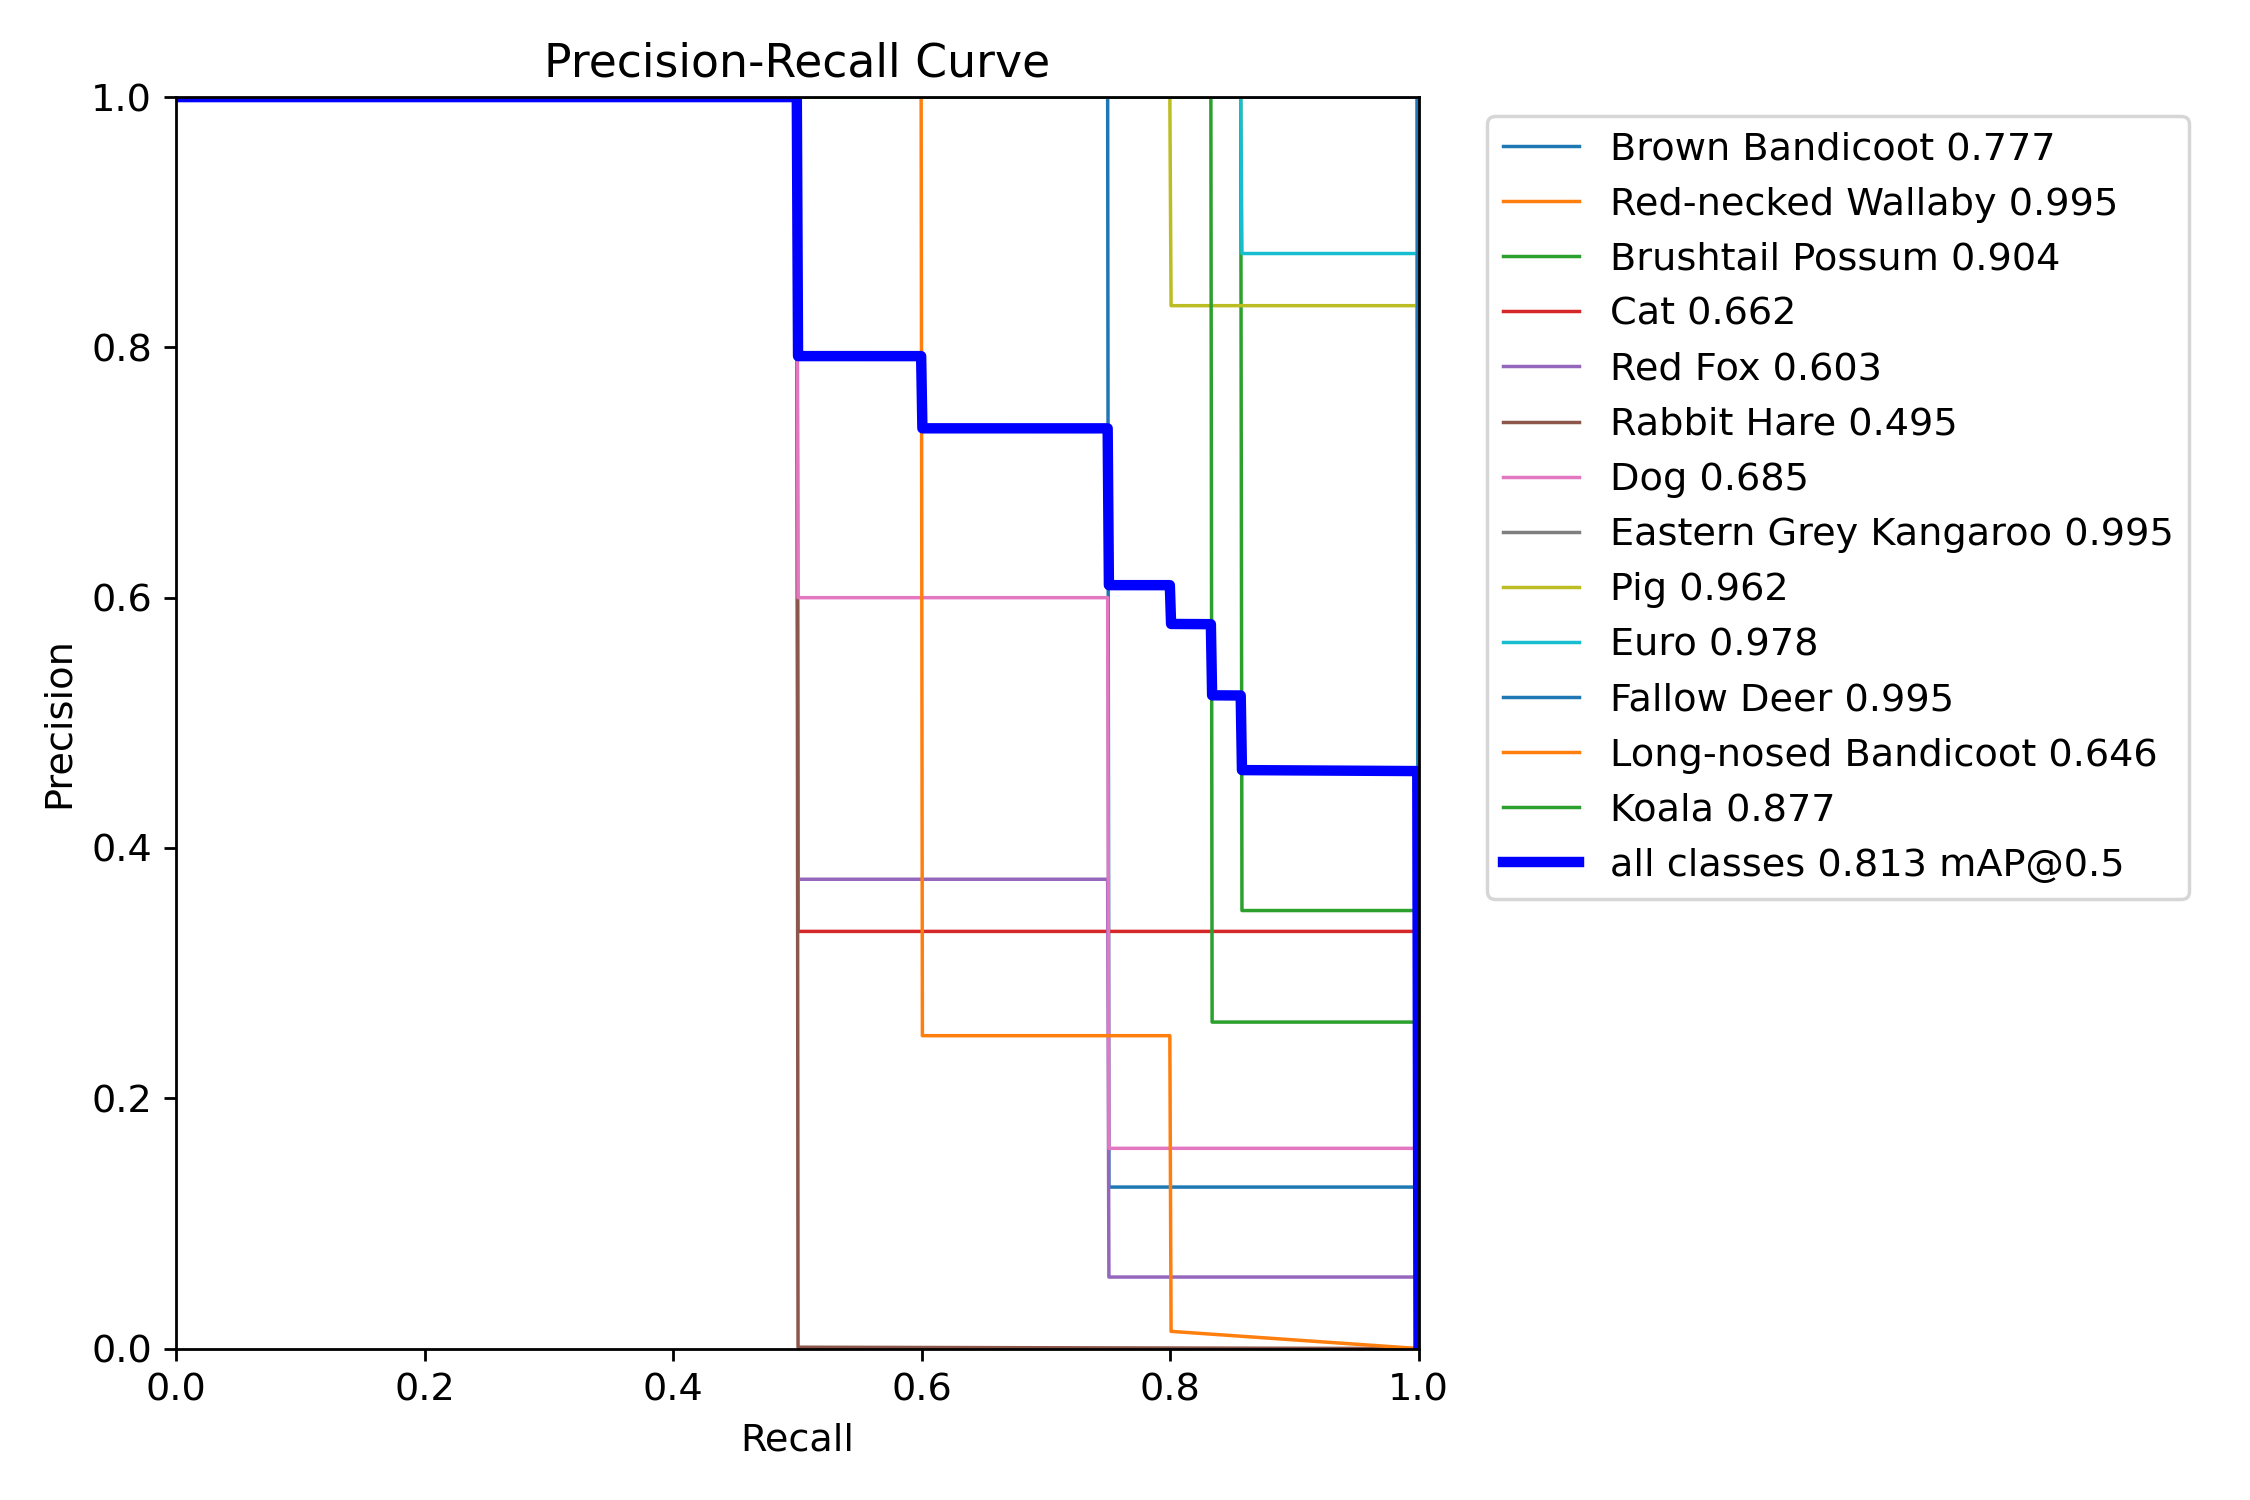 Precision-Recall Curve
1.0
0.8
0.6
0.4
0.2
0.0
Precision
0.0 0.2 0.4 0.6 0.8 1.0
Recall
Brown Bandicoot 0.777
Red-necked Wallaby 0.995
Brushtail Possum 0.904
Cat 0.662
Red Fox 0.603
Rabbit Hare 0.495
Dog 0.685
Eastern Grey Kangaroo 0.995
Pig 0.962
Euro 0.978
Fallow Deer 0.995
Long-nosed Bandicoot 0.646
Koala 0.877
all classes 0.813 mAP@0.5